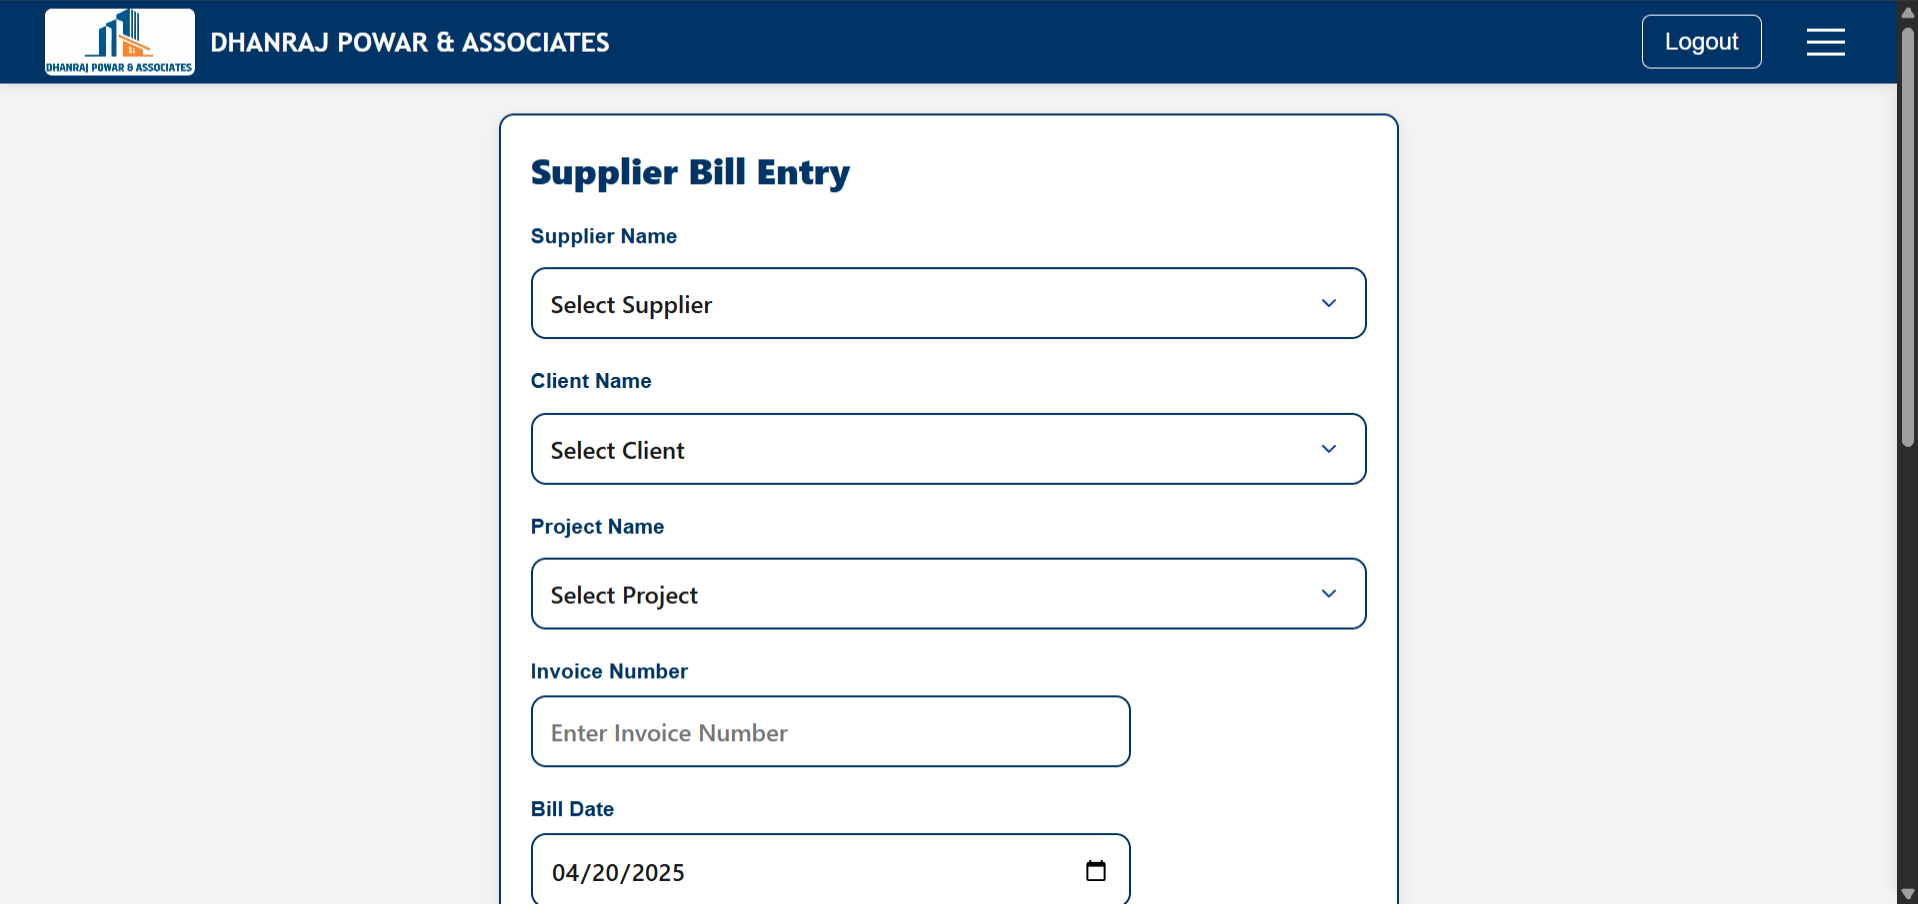 DHANRAJ POWAR & ASSOCIATES
DHANRAJ POWAR & ASSOCIATES
Logout
Supplier Bill Entry
Supplier Name
Select Supplier
Client Name
Select Client
Project Name
Select Project
Invoice Number
Enter Invoice Number
Bill Date
04/20/2025